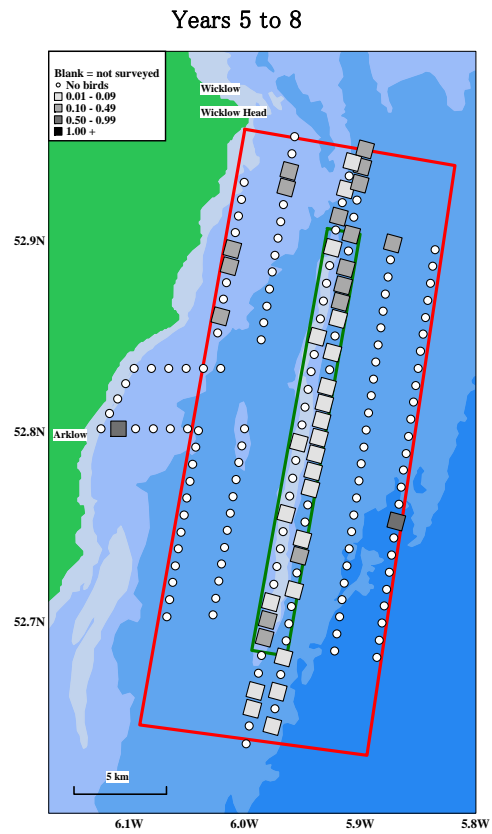 Years 5 to 8
Blank = not surveyed
No birds
0.01 - 0.09
0.10 - 0.49
0.50 - 0.99
1.00 +
Wicklow
Wicklow Head
52.9N
52.8N
Arklow
52.7N
5 km
6.1W 6.0W 5.9W 5.8W